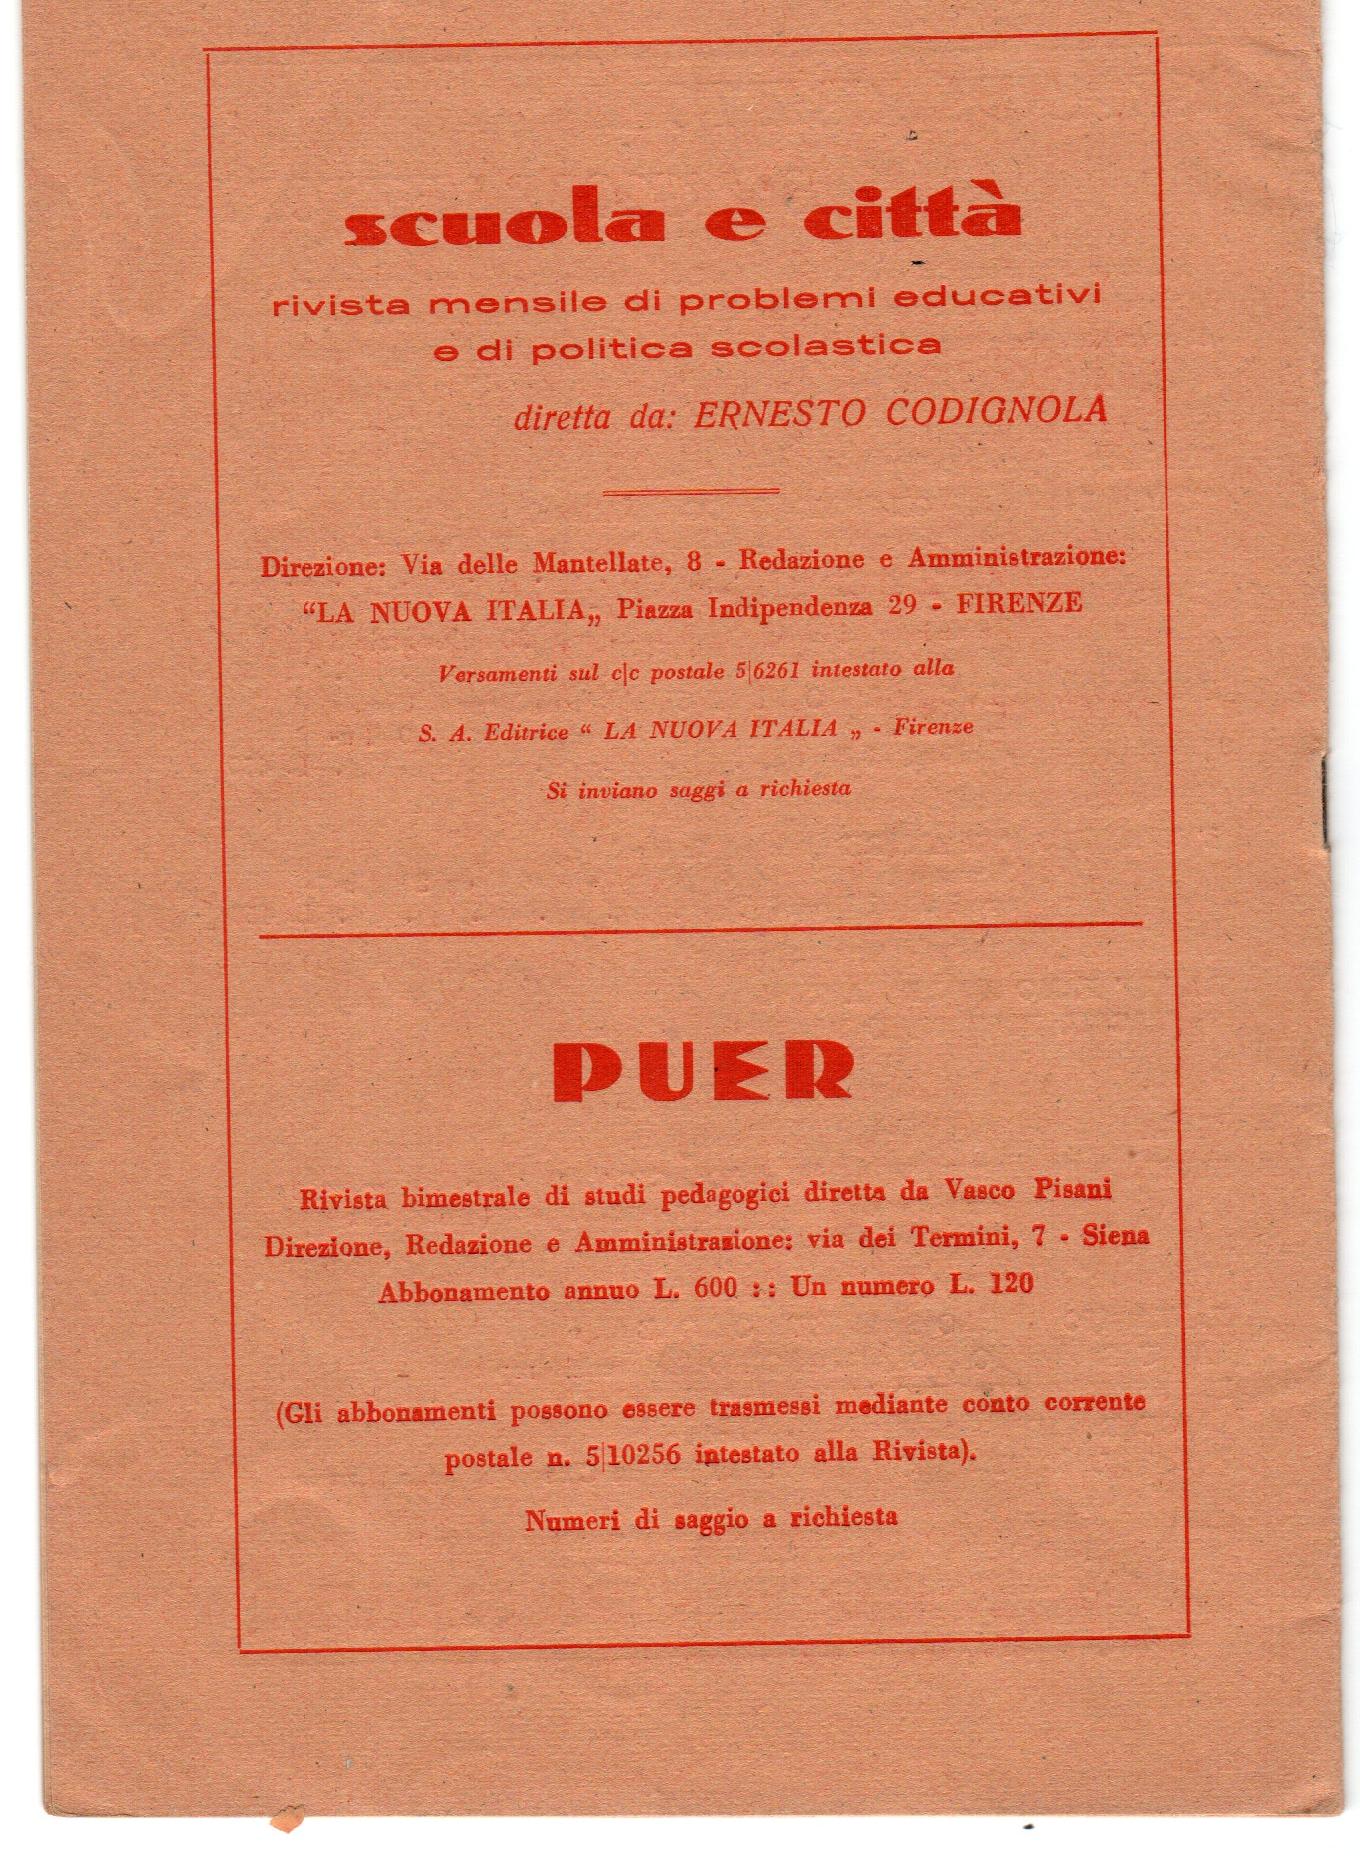 scuola e città
rivista mensile di problemi educativi
e di politica scolastica
diretta da: ERNESTO CODIGNOLA
Direzione: Via delle Mantellate, 8 - Redazione e Amministrazione:
“LA NUOVA ITALIA„ Piazza Indipendenza 29 - FIRENZE
Versamenti sul c|c postale 5|6261 intestato alla
S. A. Editrice “ LA NUOVA ITALIA „ - Firenze
Si inviano saggi a richiesta
PUER
Rivista bimestrale di studi pedagogici diretta da Vasco Pisani
Direzione, Redazione e Amministrazione: via dei Termini, 7 - Siena
Abbonamento annuo L. 600 :: Un numero L. 120
(Gli abbonamenti possono essere trasmessi mediante conto corrente
postale n. 5|10256 intestato alla Rivista).
Numeri di saggio a richiesta